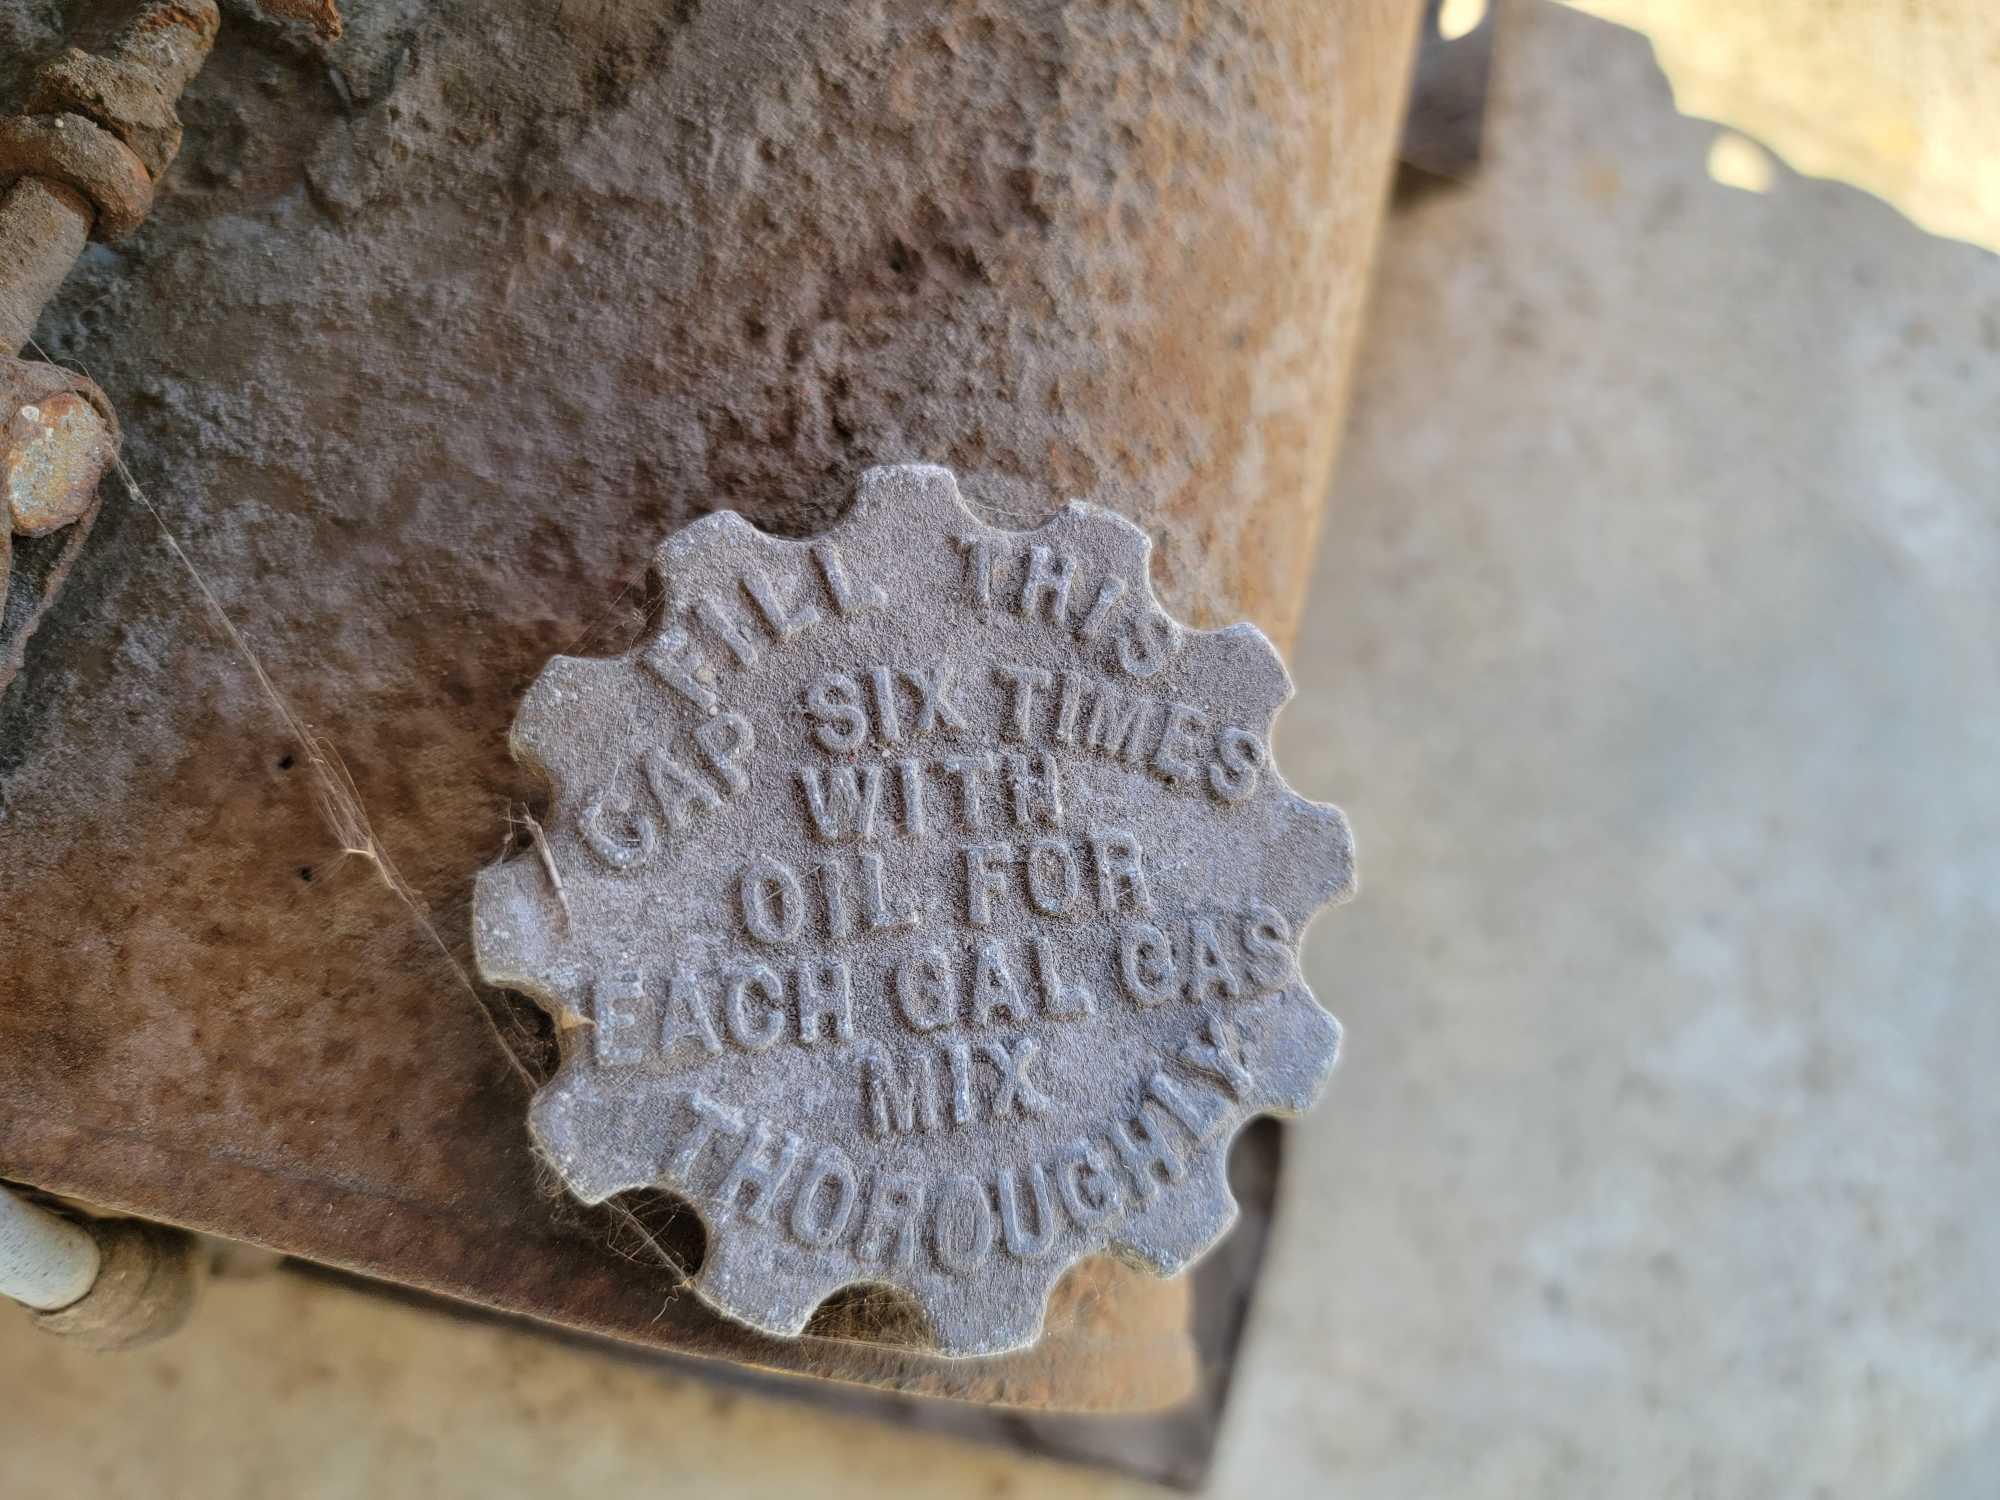 FILL THIS
CAP SIX TIMES
WITH
OIL FOR
EACH GAL GAS
MIX
THOROUGHLY